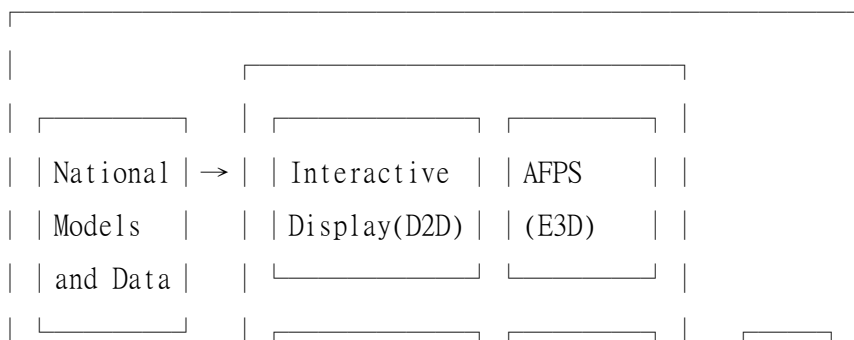 National → Interactive AFPS
Models Display(D2D) (E3D)
and Data